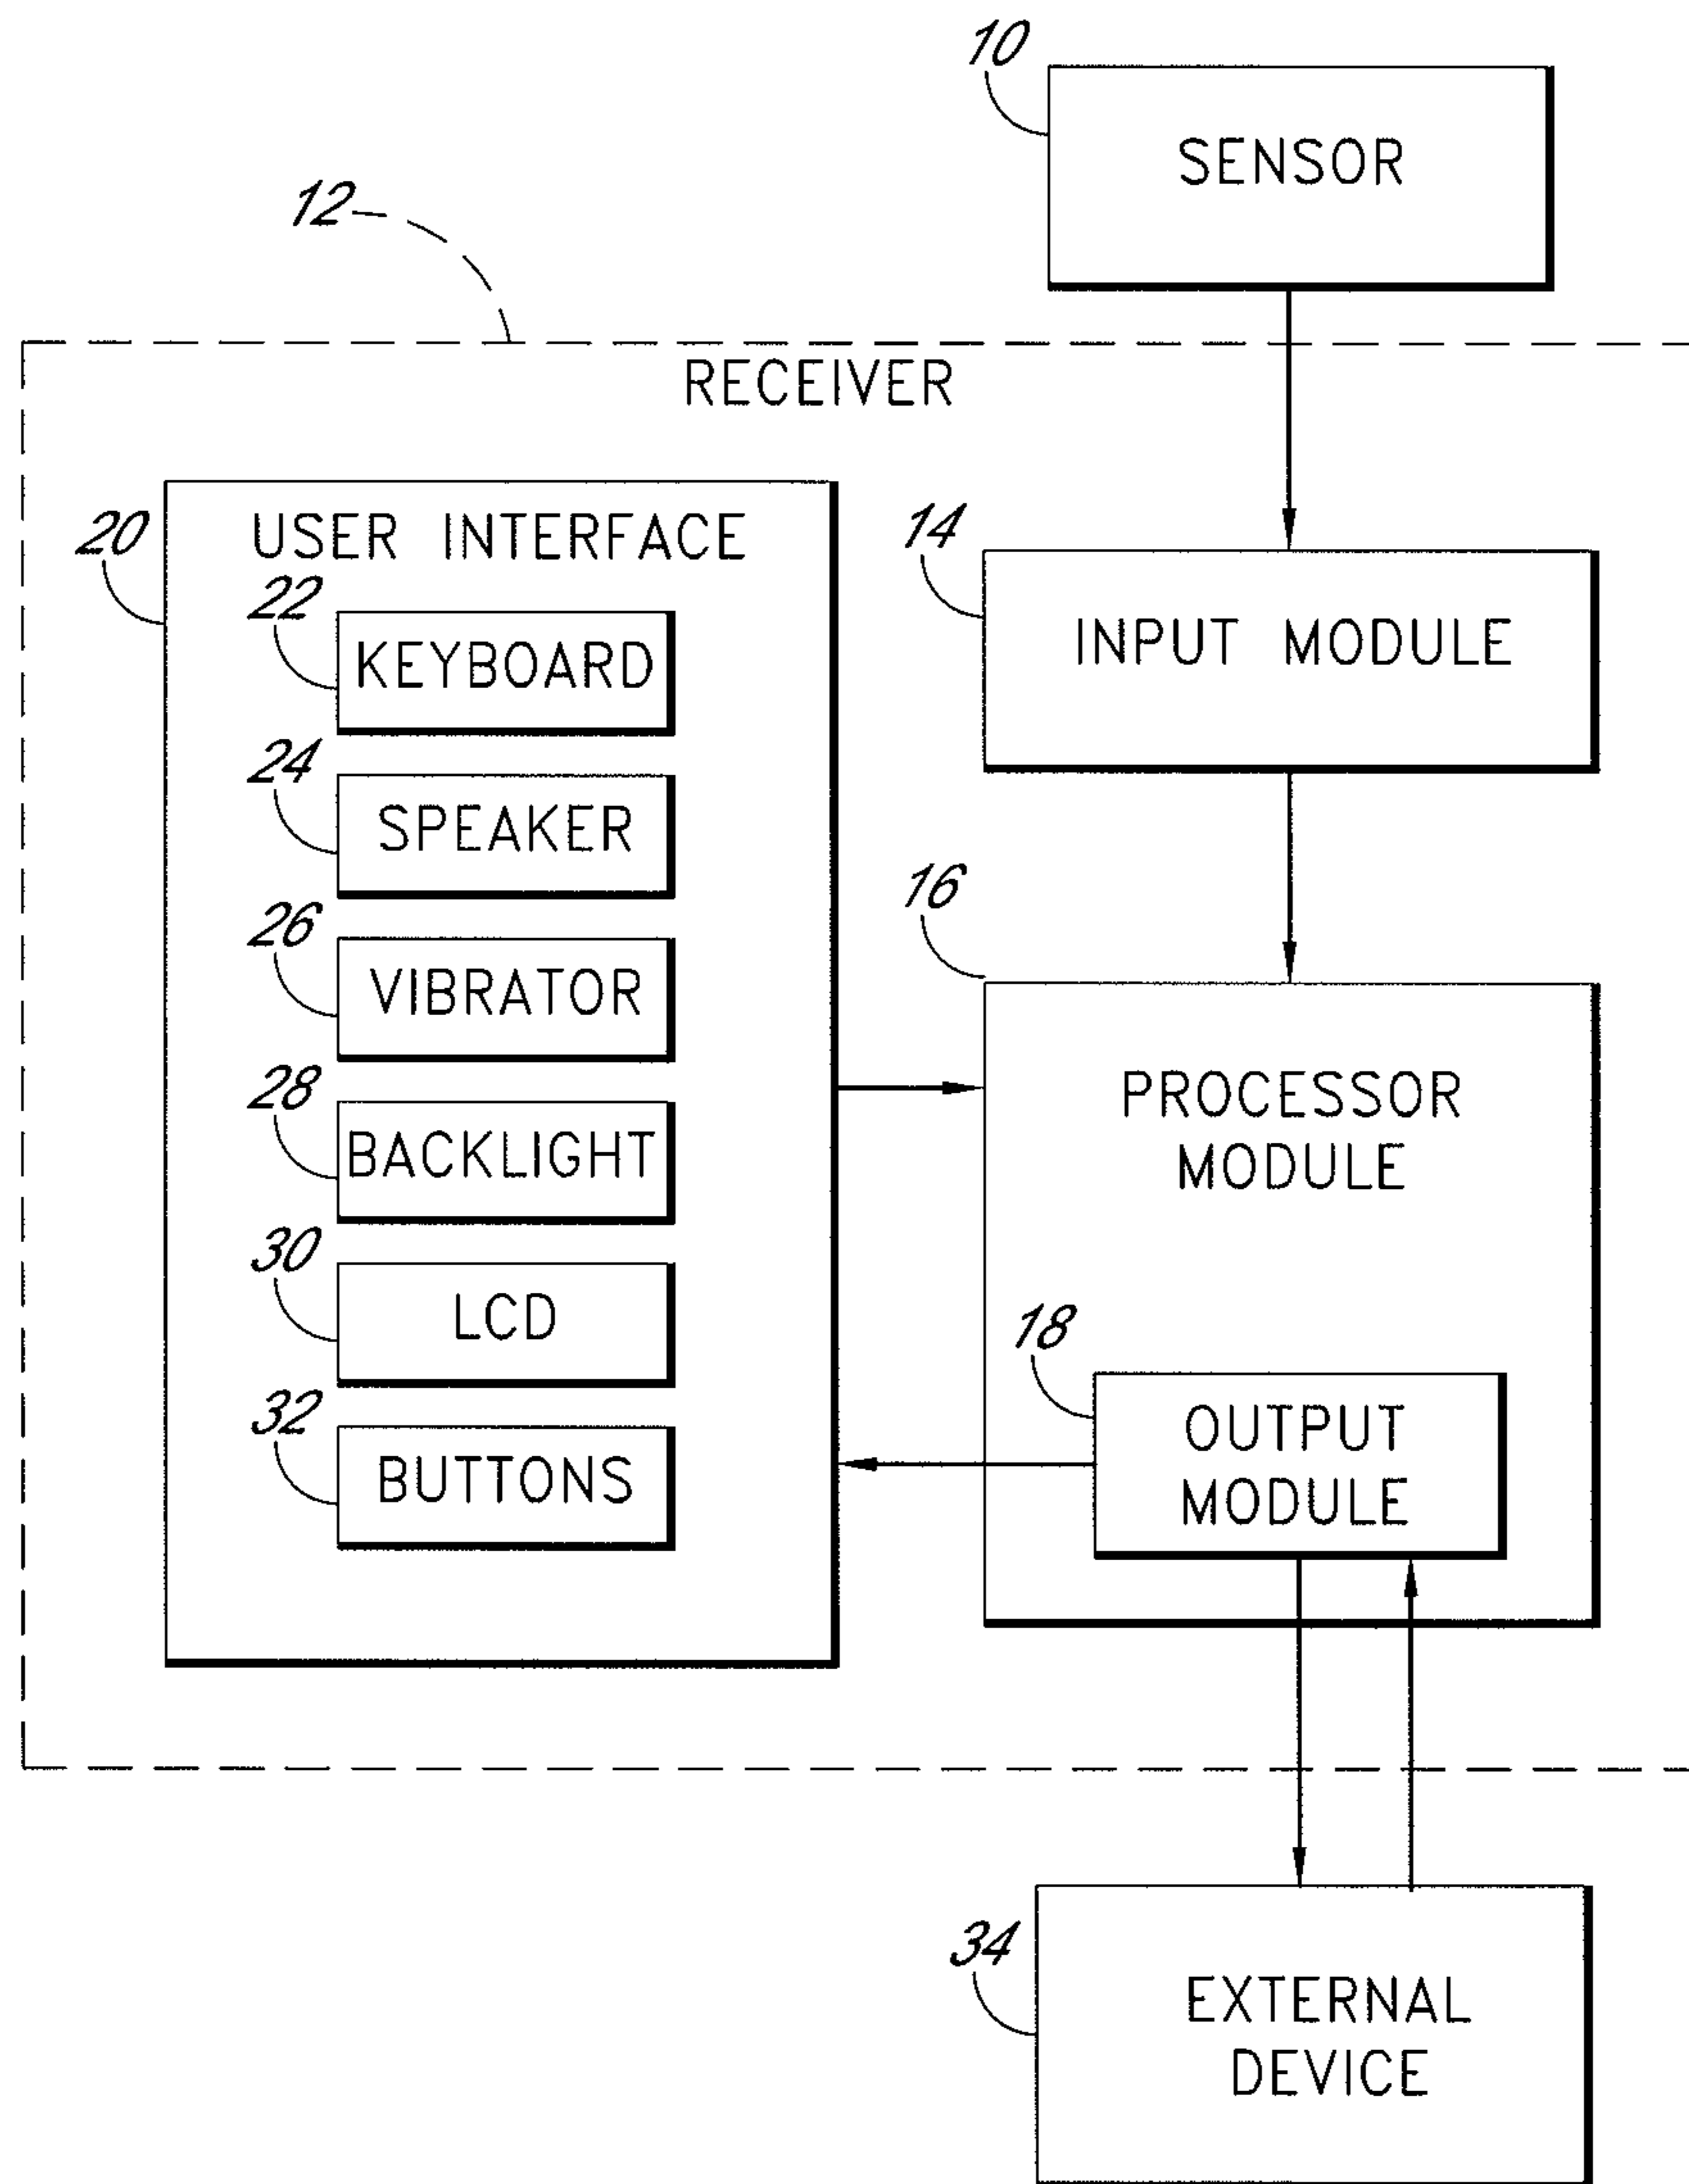 10
SENSOR
12
RECEIVER
20
USER INTERFACE
22
KEYBOARD
24
SPEAKER
26
VIBRATOR
28
BACKLIGHT
30
LCD
32
BUTTONS
14
INPUT MODULE
16
PROCESSOR
MODULE
18
OUTPUT
MODULE
34
EXTERNAL
DEVICE